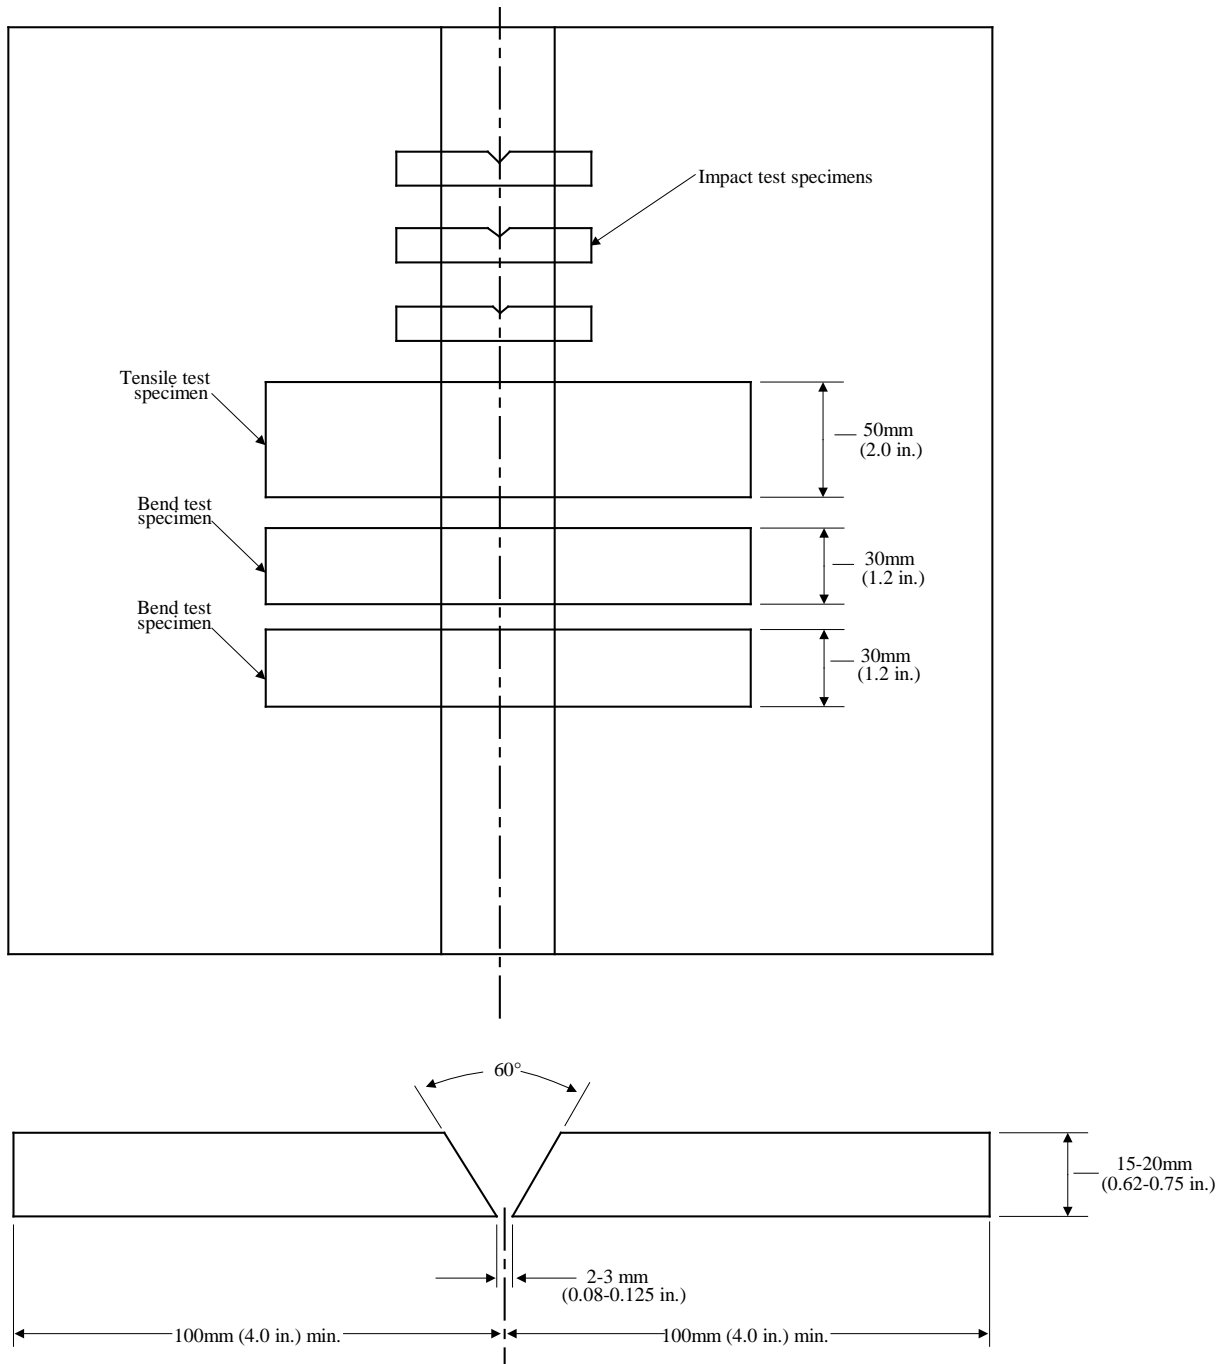 Impact test specimens
Tensile test
specimen
50mm
(2.0 in.)
Bend test
specimen
30mm
(1.2 in.)
Bend test
specimen
30mm
(1.2 in.)
60°
15-20mm
(0.62-0.75 in.)
2-3 mm
(0.08-0.125 in.)
100mm (4.0 in.) min.
100mm (4.0 in.) min.